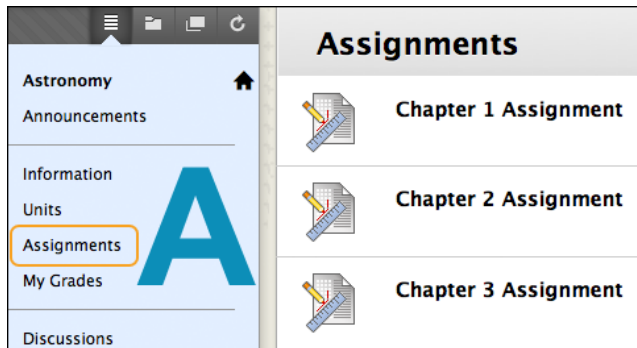 Astronomy
Announcements
Information
Units
Assignments
My Grades
Discussions
A
Assignments
Chapter 1 Assignment
Chapter 2 Assignment
Chapter 3 Assignment